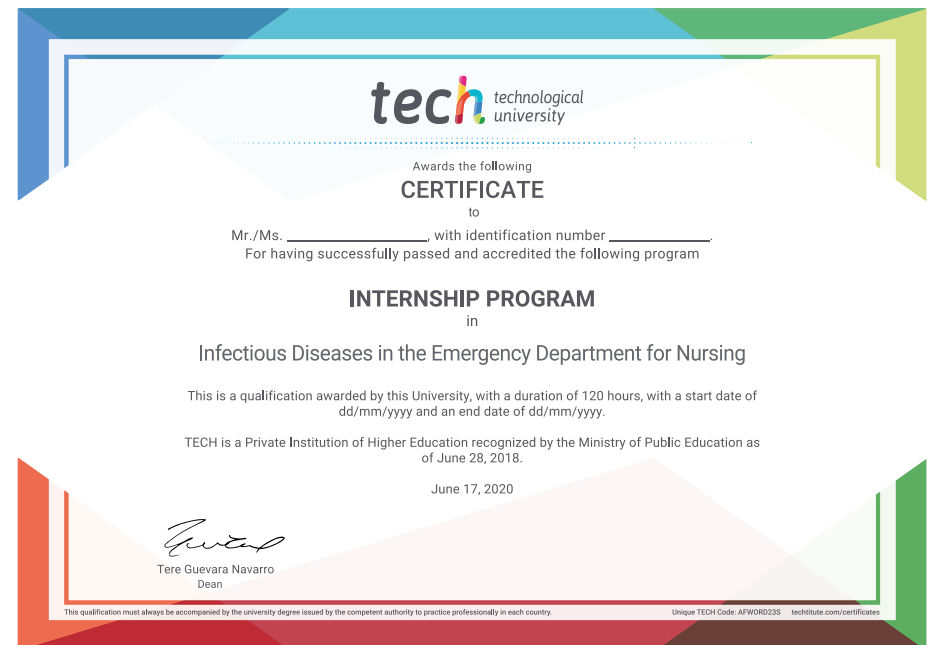 tech technological
university
Awards the following
CERTIFICATE
to
Mr./Ms. ____________, with identification number ____________.
For having successfully passed and accredited the following program
INTERNSHIP PROGRAM
in
Infectious Diseases in the Emergency Department for Nursing
This is a qualification awarded by this University, with a duration of 120 hours, with a start date of
dd/mm/yyyy and an end date of dd/mm/yyyy.
TECH is a Private Institution of Higher Education recognized by the Ministry of Public Education as
of June 28, 2018.
June 17, 2020
Tere Guevara Navarro
Dean
This qualification must always be accompanied by the university degree issued by the competent authority to practice professionally in each country. Unique TECH Code: AFWORD23S techtitute.com/certificates